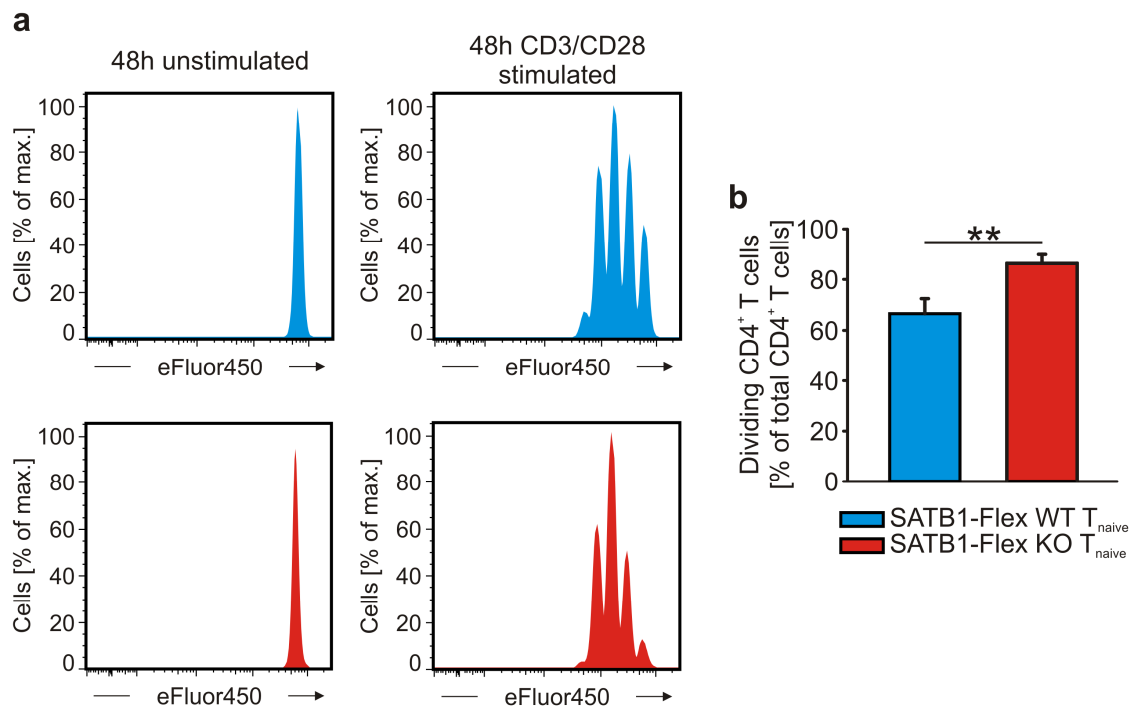 a
48h unstimulated
48h CD3/CD28
stimulated
Cells [% of max.]
100
80
60
40
20
0
eFluor450
Cells [% of max.]
100
80
60
40
20
0
eFluor450
Cells [% of max.]
100
80
60
40
20
0
eFluor450
Cells [% of max.]
100
80
60
40
20
0
eFluor450
b
Dividing CD4⁺ T cells
[% of total CD4⁺ T cells]
100
80
60
40
20
0
**
SATB1-Flex WT Tnaive
SATB1-Flex KO Tnaive